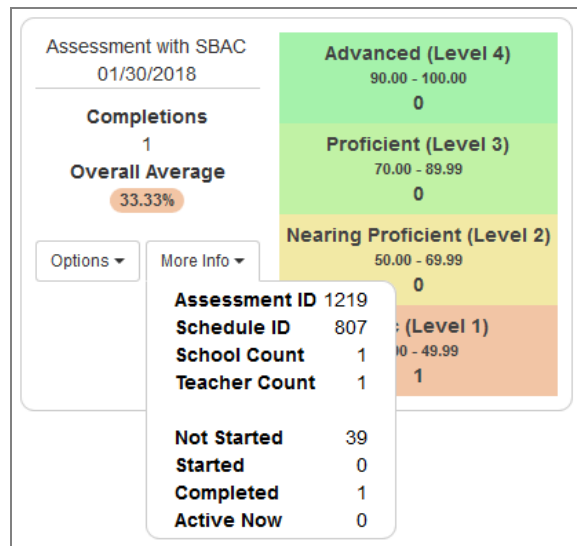 Assessment with SBAC
01/30/2018
Completions
1
Overall Average
33.33%
Options
More Info
Advanced (Level 4)
90.00 - 100.00
0
Proficient (Level 3)
70.00 - 89.99
0
Nearing Proficient (Level 2)
50.00 - 69.99
0
(Level 1)
- 49.99
1
Assessment ID 1219
Schedule ID 807
School Count 1
Teacher Count 1
Not Started 39
Started 0
Completed 1
Active Now 0